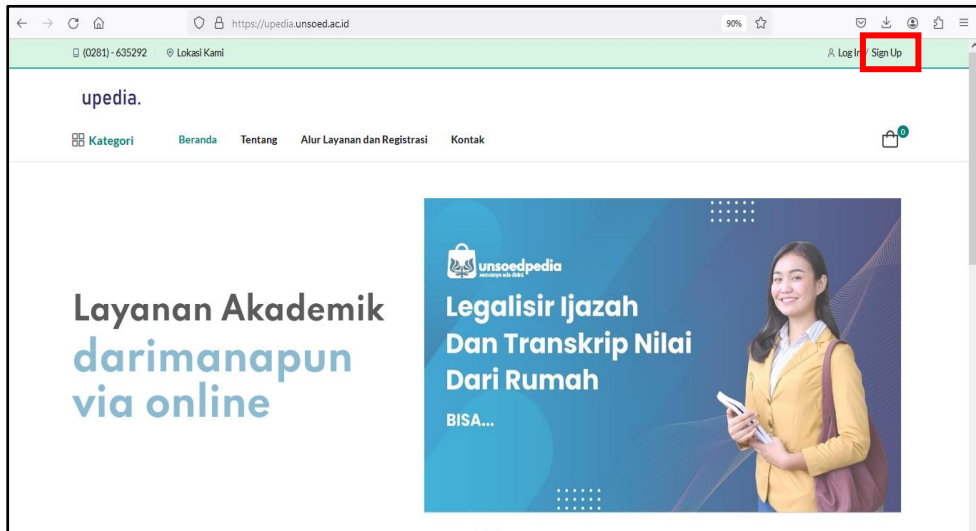 https://upedia.unsoed.ac.id
90%
(0281) - 635292
Lokasi Kami
Log In / Sign Up
upedia.
Kategori
Beranda
Tentang
Alur Layanan dan Registrasi
Kontak
0
Layanan Akademik
darimanapun
via online
unsoedpedia
Legalisir Ijazah
Dan Transkrip Nilai
Dari Rumah
BISA...